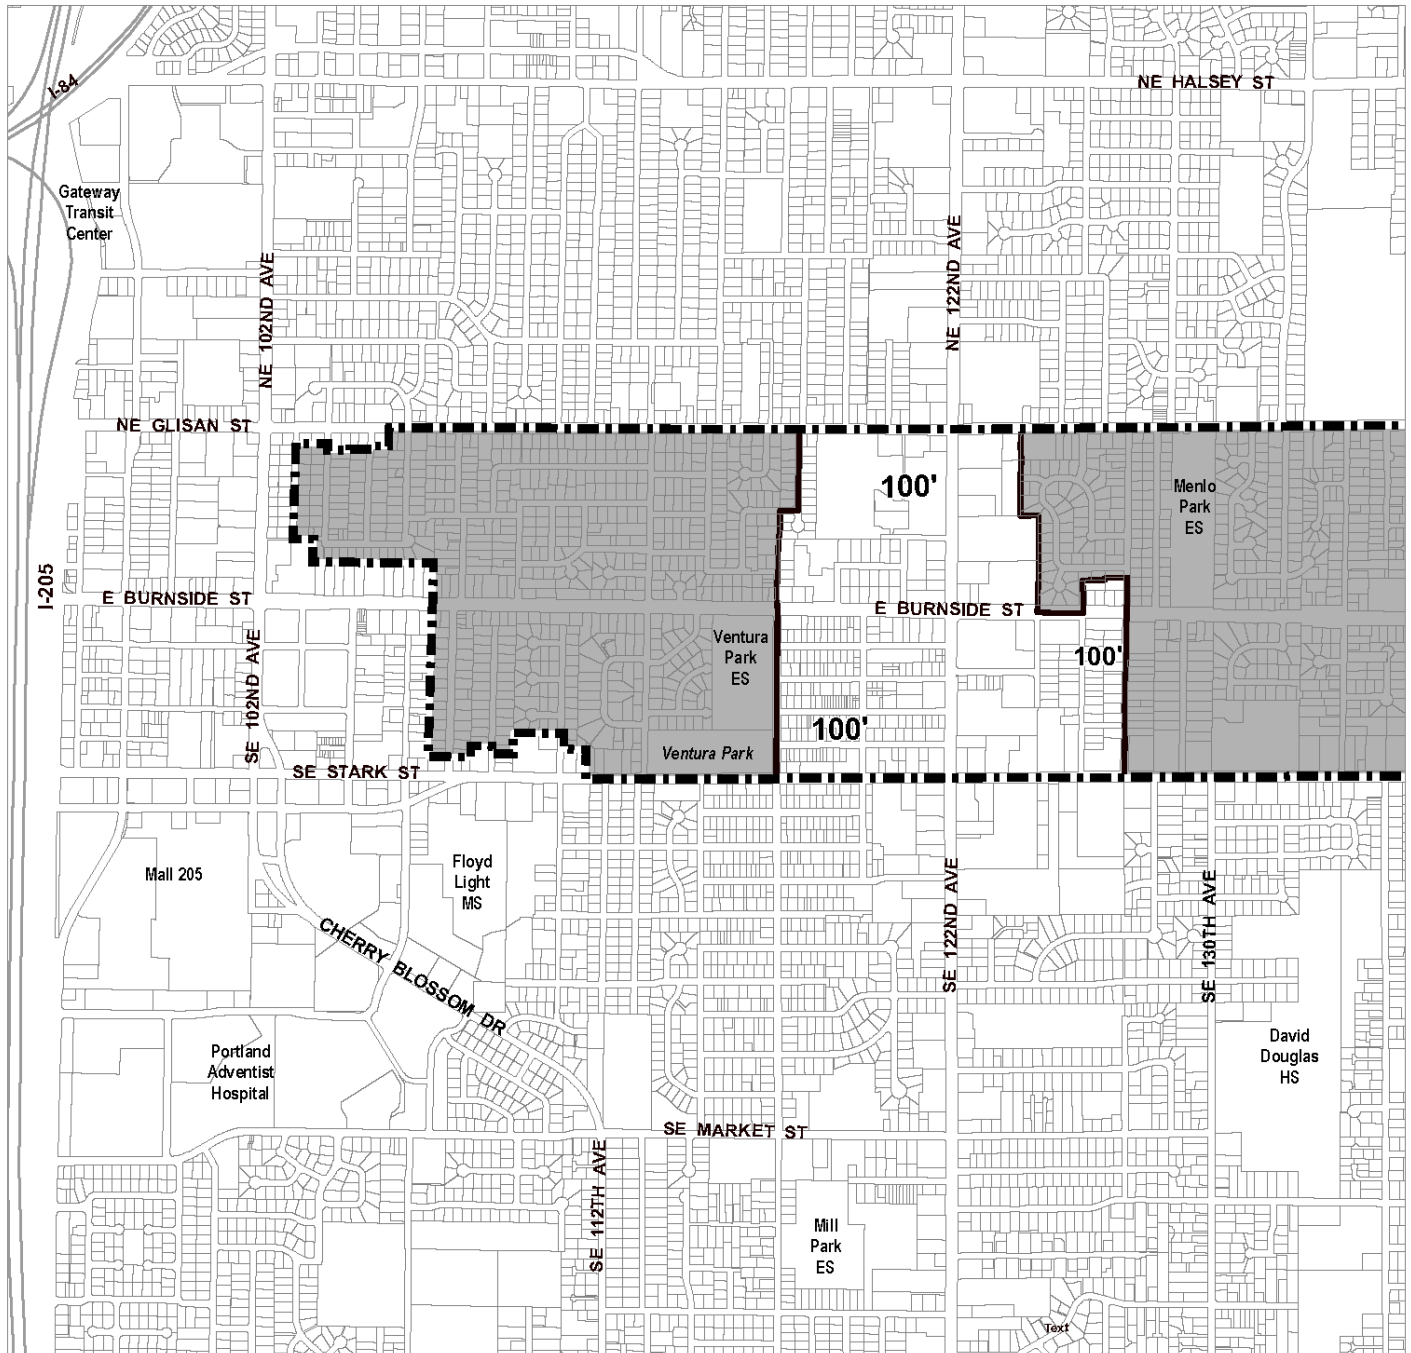 I-84
NE HALSEY ST
Gateway
Transit
Center
NE 102ND AVE
NE 122ND AVE
NE GLISAN ST
100'
Menlo
Park
ES
I-205
E BURNSIDE ST
E BURNSIDE ST
SE 102ND AVE
Ventura
Park
ES
100'
100'
Ventura Park
SE STARK ST
Mall 205
Floyd
Light
MS
CHERRY BLOSSOM DR
SE 122ND AVE
SE 130TH AVE
Portland
Adventist
Hospital
David
Douglas
HS
SE MARKET ST
SE 112TH AVE
Mill
Park
ES
Text